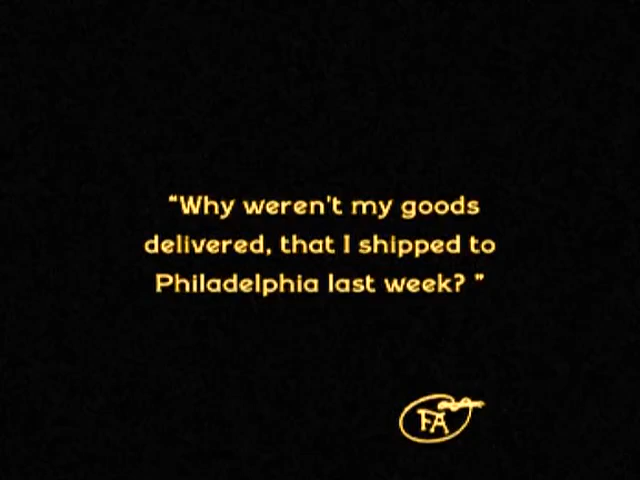 "Why weren't my goods
delivered, that I shipped to
Philadelphia last week? "
FA